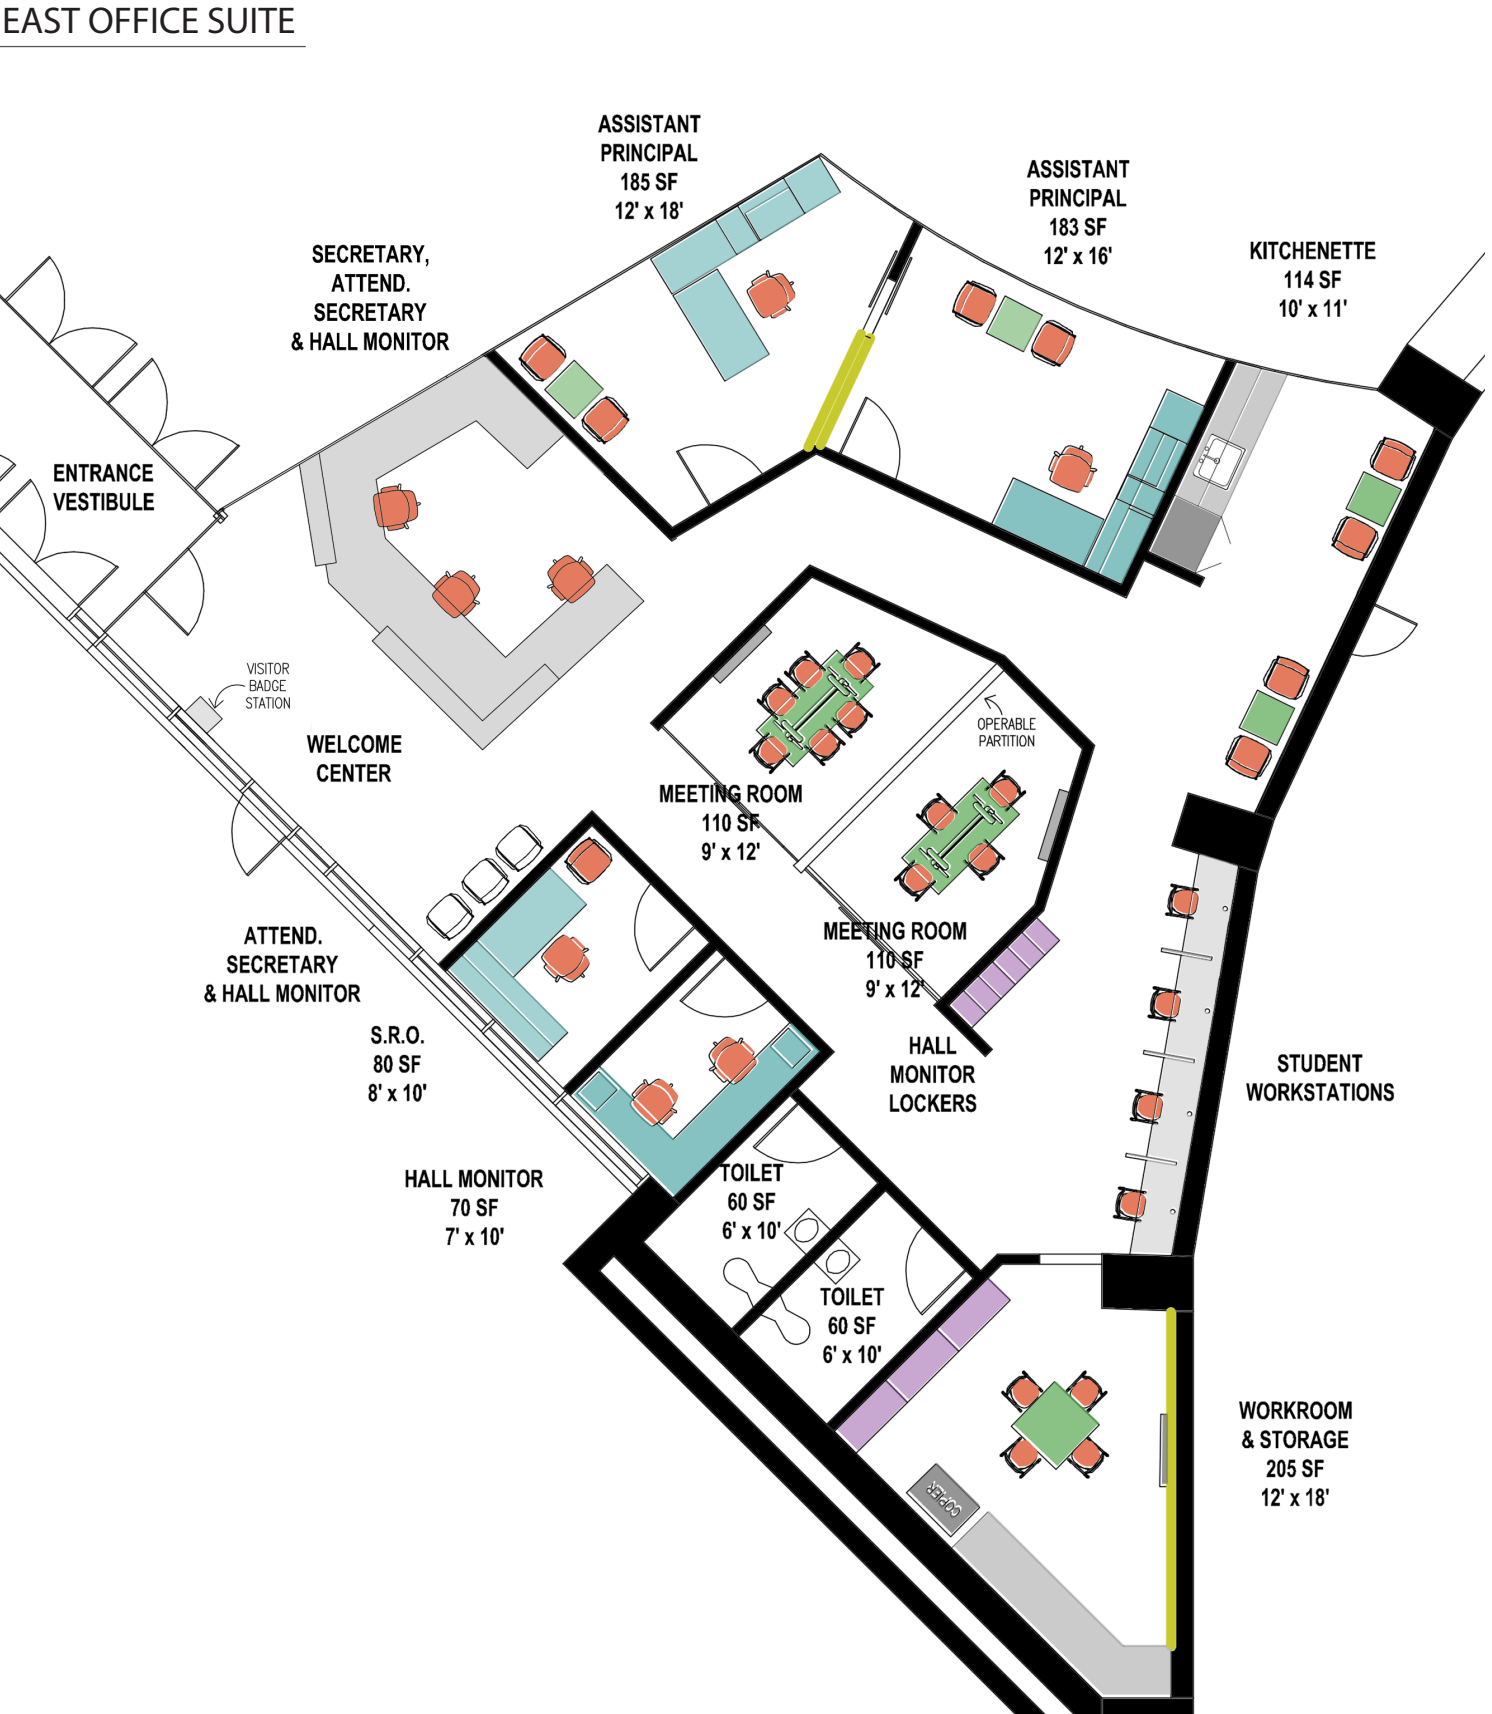 EAST OFFICE SUITE
ASSISTANT
PRINCIPAL
185 SF
12' x 18'
ASSISTANT
PRINCIPAL
183 SF
12' x 16'
KITCHENETTE
114 SF
10' x 11'
SECRETARY,
ATTEND.
SECRETARY
& HALL MONITOR
ENTRANCE
VESTIBULE
VISITOR
BADGE
STATION
WELCOME
CENTER
OPERABLE
PARTITION
MEETING ROOM
110 SF
9' x 12'
MEETING ROOM
110 SF
9' x 12'
ATTEND.
SECRETARY
& HALL MONITOR
S.R.O.
80 SF
8' x 10'
HALL
MONITOR
LOCKERS
STUDENT
WORKSTATIONS
HALL MONITOR
70 SF
7' x 10'
TOILET
60 SF
6' x 10'
TOILET
60 SF
6' x 10'
WORKROOM
& STORAGE
205 SF
12' x 18'
COPIER